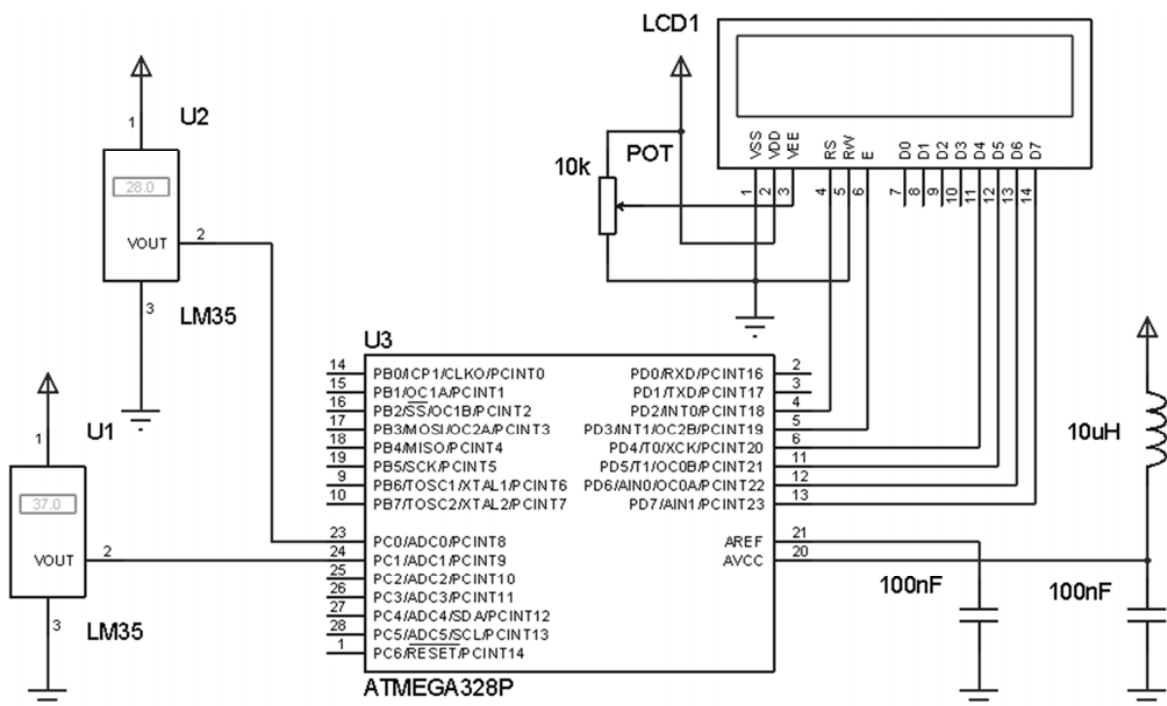 LCD1
VSS
VDD
VEE
RS
RW
E
D0
D1
D2
D3
D4
D5
D6
D7
1
2
3
4
5
6
7
8
9
10
11
12
13
14
POT
10k
U2
1
28.0
VOUT
2
3
LM35
U1
1
37.0
VOUT
2
3
LM35
U3
14 PB0/ICP1/CLKO/PCINT0
15 PB1/OC1A/PCINT1
16 PB2/SS/OC1B/PCINT2
17 PB3/MOSI/OC2A/PCINT3
18 PB4/MISO/PCINT4
19 PB5/SCK/PCINT5
9 PB6/TOSC1/XTAL1/PCINT6
10 PB7/TOSC2/XTAL2/PCINT7
23 PC0/ADC0/PCINT8
24 PC1/ADC1/PCINT9
25 PC2/ADC2/PCINT10
26 PC3/ADC3/PCINT11
27 PC4/ADC4/SDA/PCINT12
28 PC5/ADC5/SCL/PCINT13
1 PC6/RESET/PCINT14
PD0/RXD/PCINT16 2
PD1/TXD/PCINT17 3
PD2/INT0/PCINT18 4
PD3/INT1/OC2B/PCINT19 5
PD4/T0/XCK/PCINT20 6
PD5/T1/OC0B/PCINT21 11
PD6/AIN0/OC0A/PCINT22 12
PD7/AIN1/PCINT23 13
AREF 21
AVCC 20
ATMEGA328P
10uH
100nF
100nF